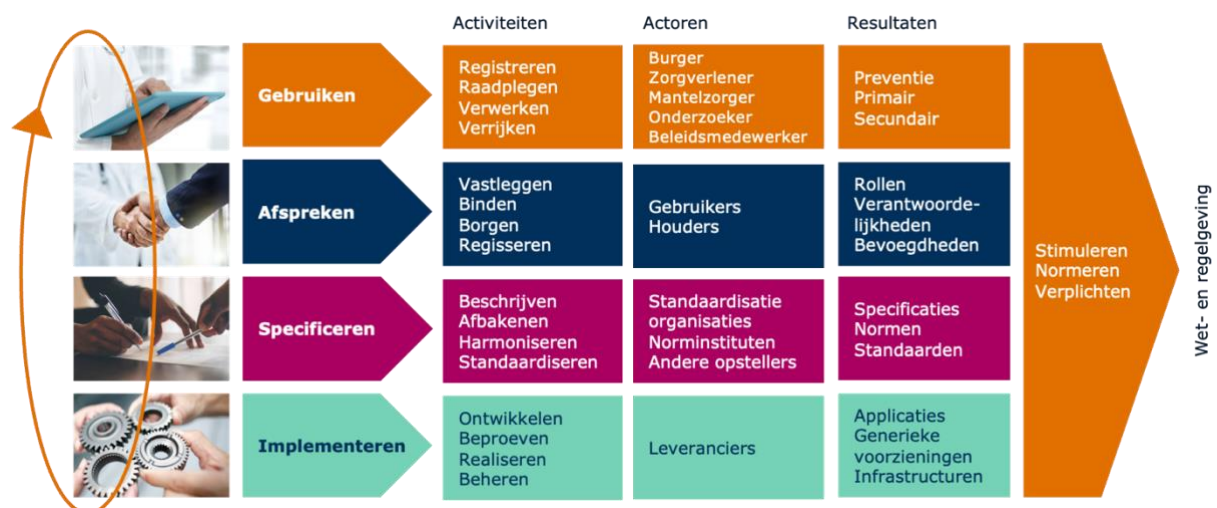 Activiteiten
Actoren
Resultaten
Gebruiken
Registreren
Raadplegen
Verwerken
Verrijken
Burger
Zorgverlener
Mantelzorger
Onderzoeker
Beleidsmedewerker
Preventie
Primair
Secundair
Afspreken
Vastleggen
Binden
Borgen
Regisseren
Gebruikers
Houders
Rollen
Verantwoorde-
lijkheden
Bevoegdheden
Specificeren
Beschrijven
Afbakenen
Harmoniseren
Standaardiseren
Standaardisatie
organisaties
Norminstituten
Andere opstellers
Specificaties
Normen
Standaarden
Implementeren
Ontwikkelen
Beproeven
Realiseren
Beheren
Leveranciers
Applicaties
Generieke
voorzieningen
Infrastructuren
Stimuleren
Normeren
Verplichten
Wet- en regelgeving